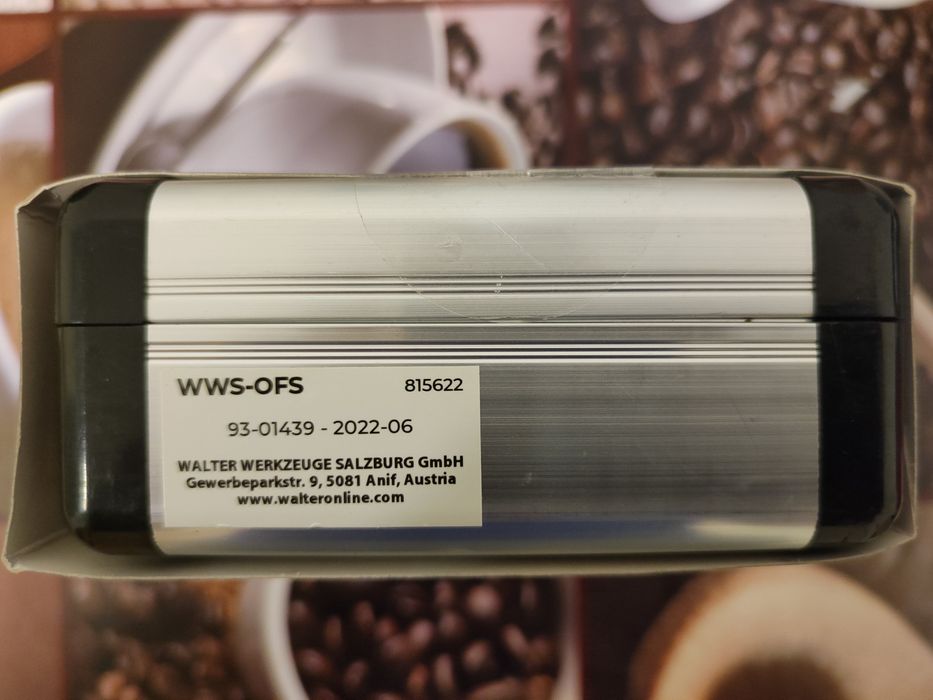 WWS-OFS 815622
93-01439 - 2022-06
WALTER WERKZEUGE SALZBURG GmbH
Gewerbeparkstr. 9, 5081 Anif, Austria
www.walteronline.com